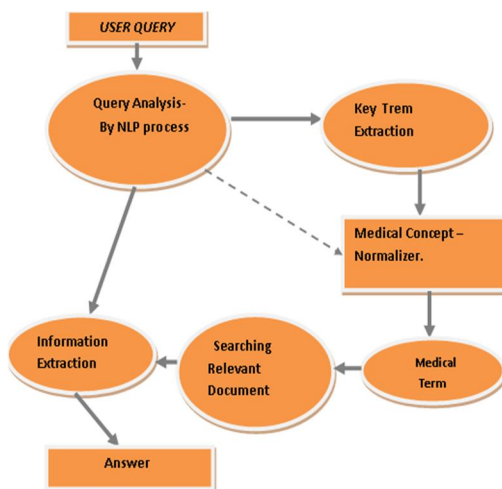 USER QUERY
Query Analysis-
By NLP process
Key Trem
Extraction
Medical Concept –
Normalizer.
Medical
Term
Searching
Relevant
Document
Information
Extraction
Answer